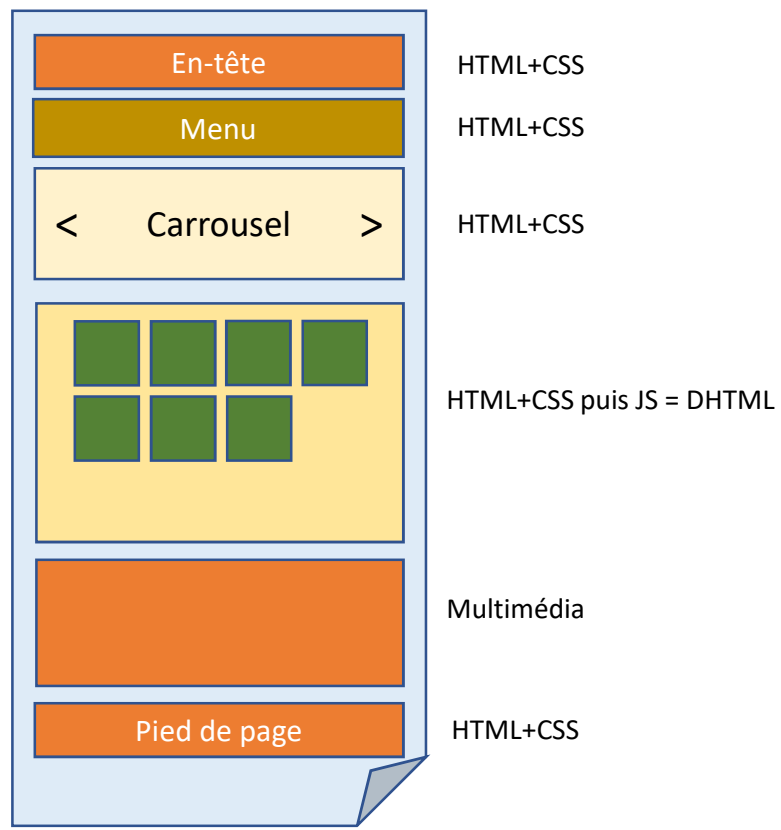 En-tête HTML+CSS
Menu HTML+CSS
< Carrousel > HTML+CSS
HTML+CSS puis JS = DHTML
Multimédia
Pied de page HTML+CSS